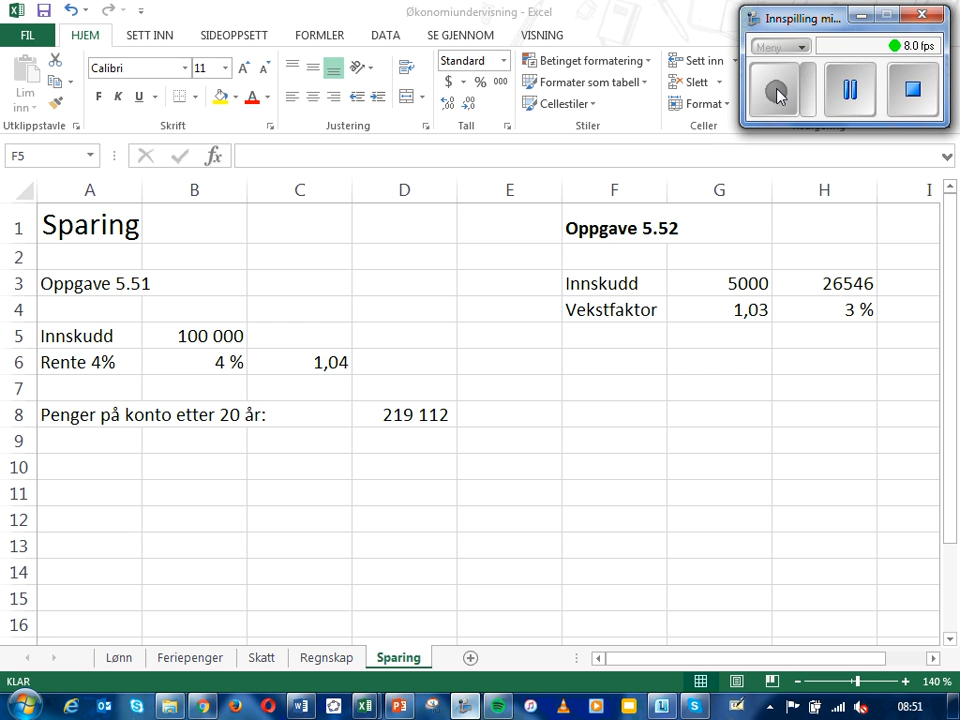 Økonomiundervisning - Excel
FIL
HJEM
SETT INN
SIDEOPPSETT
FORMLER
DATA
SE GJENNOM
VISNING
Innspilling mi...
Meny
8.0 fps
Lim
inn
Calibri
11
A A
F K U
A
Standard
$ % 000
Betinget formatering
Formater som tabell
Cellestiler
Sett inn
Slett
Format
Utklippstavle
Skrift
Justering
Tall
Stiler
Celler
F5
fx
A B C D E F G H I
1 Sparing Oppgave 5.52
2
3 Oppgave 5.51 Innskudd 5000 26546
4 Vekstfaktor 1,03 3 %
5 Innskudd 100 000
6 Rente 4% 4 % 1,04
7
8 Penger på konto etter 20 år: 219 112
9
10
11
12
13
14
15
16
Lønn Feriepenger Skatt Regnskap Sparing
KLAR
140 %
08:51